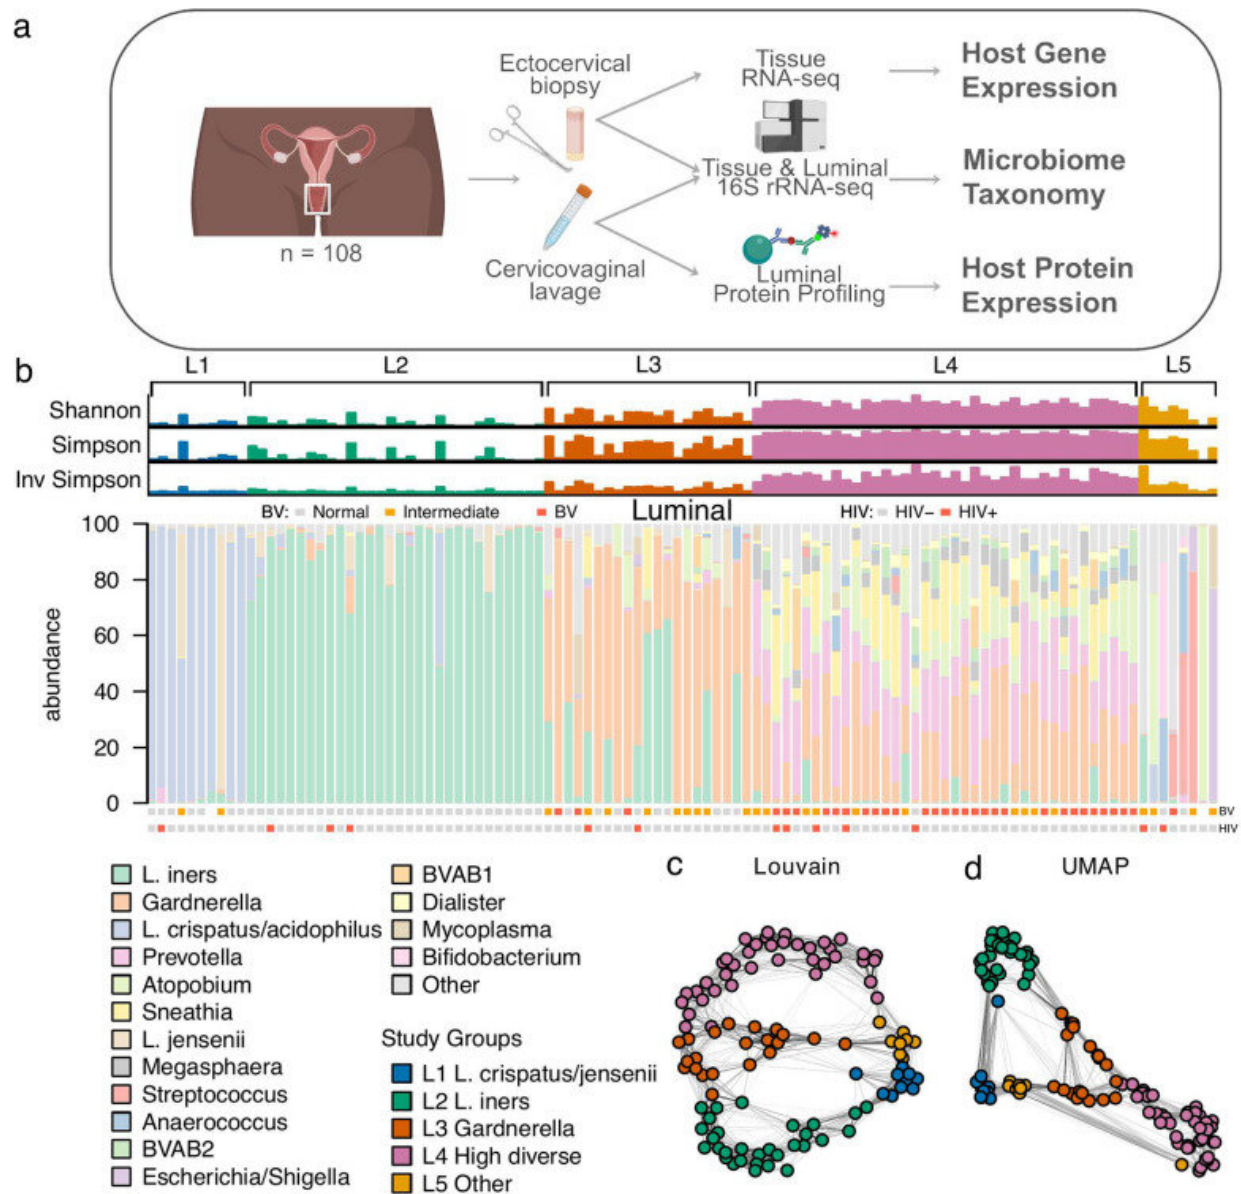 a
Ectocervical
biopsy
Tissue
RNA-seq
Host Gene
Expression
Tissue & Luminal
16S rRNA-seq
Microbiome
Taxonomy
n = 108
Cervicovaginal
lavage
Luminal
Protein Profiling
Host Protein
Expression
b
L1 L2 L3 L4 L5
Shannon
Simpson
Inv Simpson
BV: Normal Intermediate BV Luminal HIV: HIV− HIV+
abundance
100
80
60
40
20
0
BV
HIV
L. iners
Gardnerella
L. crispatus/acidophilus
Prevotella
Atopobium
Sneathia
L. jensenii
Megasphaera
Streptococcus
Anaerococcus
BVAB2
Escherichia/Shigella
BVAB1
Dialister
Mycoplasma
Bifidobacterium
Other
Study Groups
L1 L. crispatus/jensenii
L2 L. iners
L3 Gardnerella
L4 High diverse
L5 Other
c Louvain
d UMAP